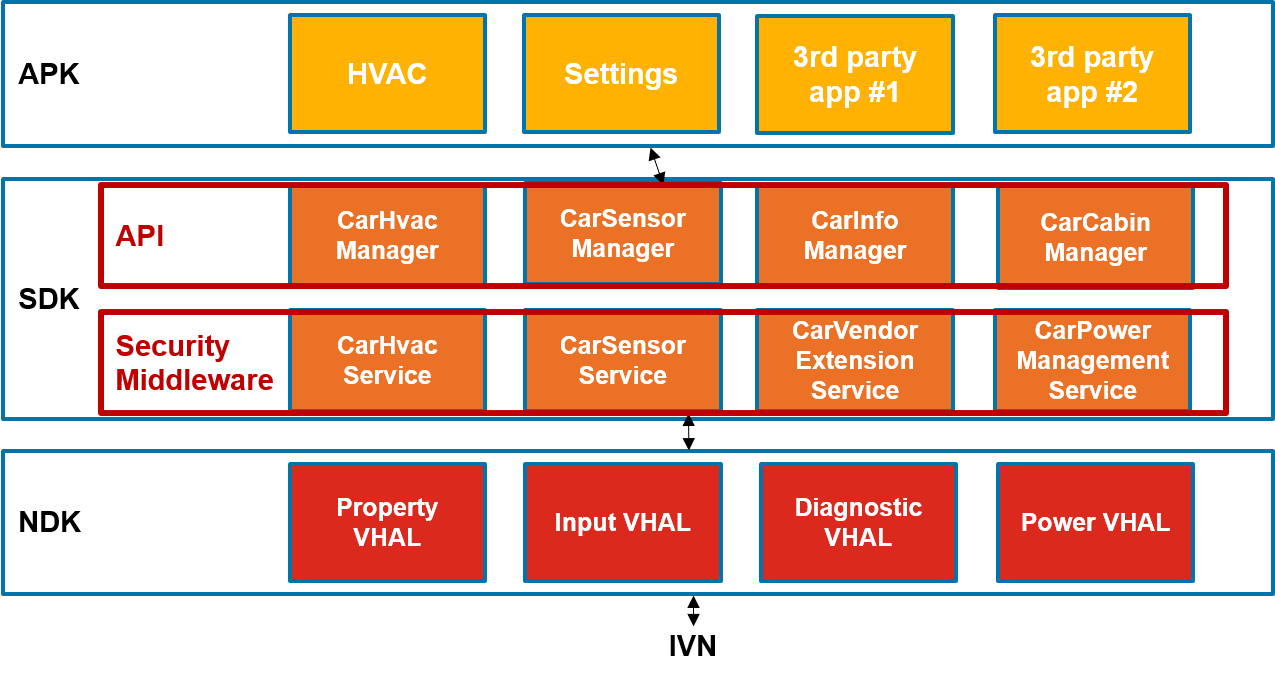 APK
HVAC
Settings
3rd party
app #1
3rd party
app #2
SDK
API
CarHvac
Manager
CarSensor
Manager
CarInfo
Manager
CarCabin
Manager
Security
Middleware
CarHvac
Service
CarSensor
Service
CarVendor
Extension
Service
CarPower
Management
Service
NDK
Property
VHAL
Input VHAL
Diagnostic
VHAL
Power VHAL
IVN